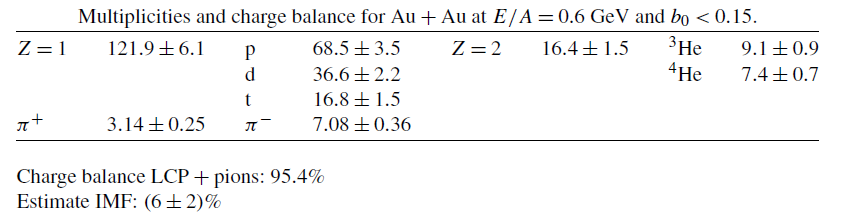 Multiplicities and charge balance for Au + Au at E/A = 0.6 GeV and b₀ < 0.15.
Z = 1 121.9 ± 6.1 p 68.5 ± 3.5 Z = 2 16.4 ± 1.5 ³He 9.1 ± 0.9
d 36.6 ± 2.2 ⁴He 7.4 ± 0.7
t 16.8 ± 1.5
π⁺ 3.14 ± 0.25 π⁻ 7.08 ± 0.36
Charge balance LCP + pions: 95.4%
Estimate IMF: (6 ± 2)%